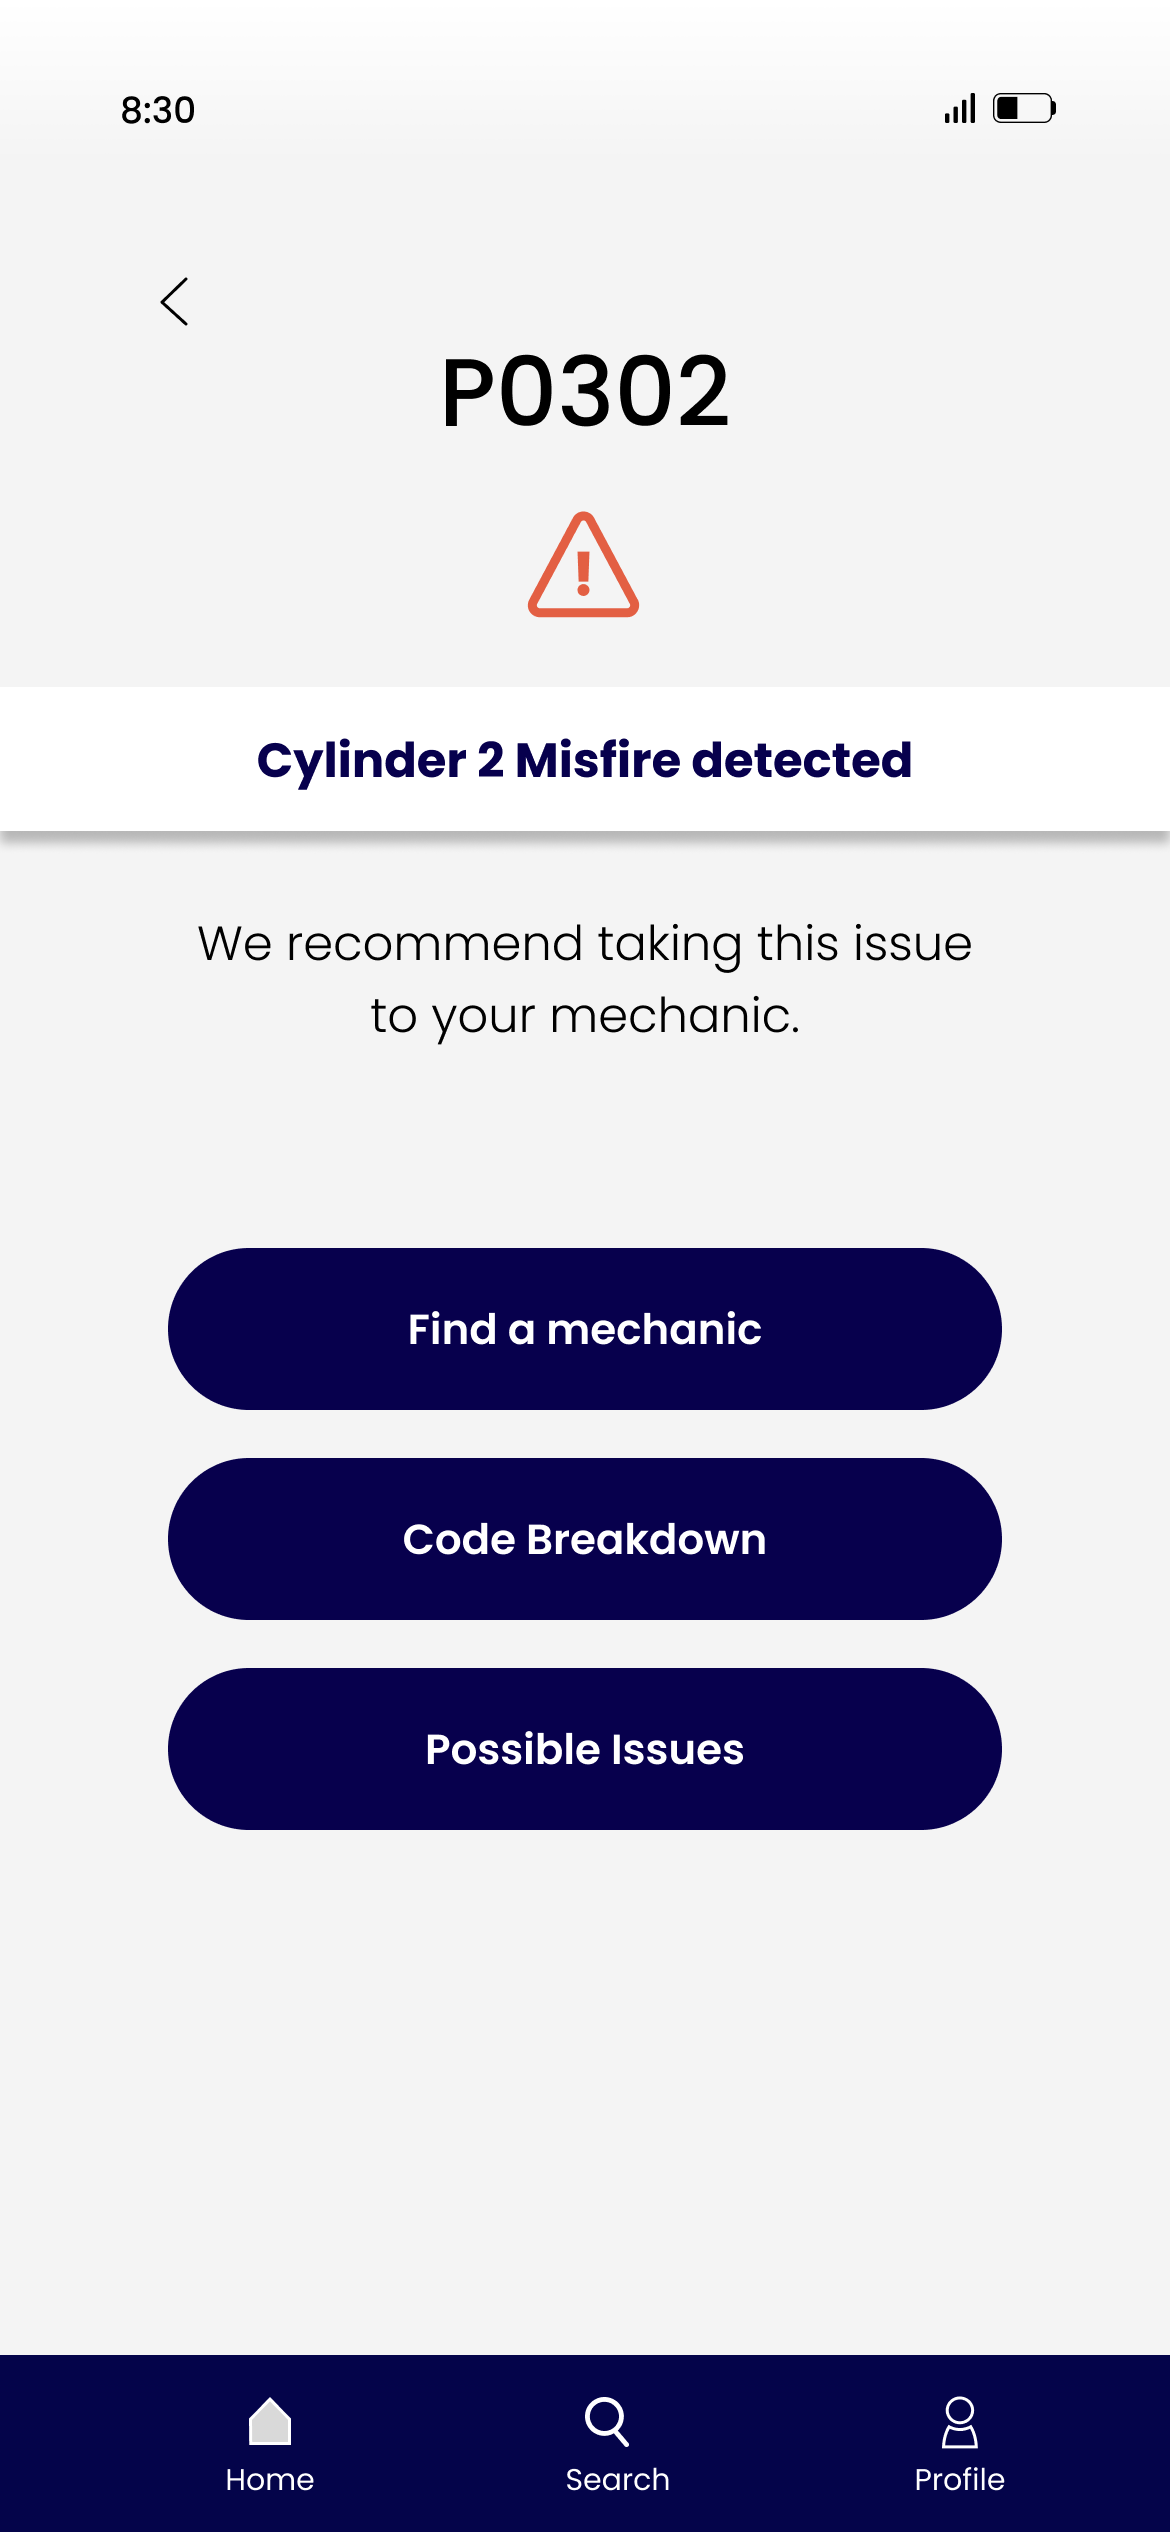 8:30
P0302
Cylinder 2 Misfire detected
We recommend taking this issue
to your mechanic.
Find a mechanic
Code Breakdown
Possible Issues
Home
Search
Profile